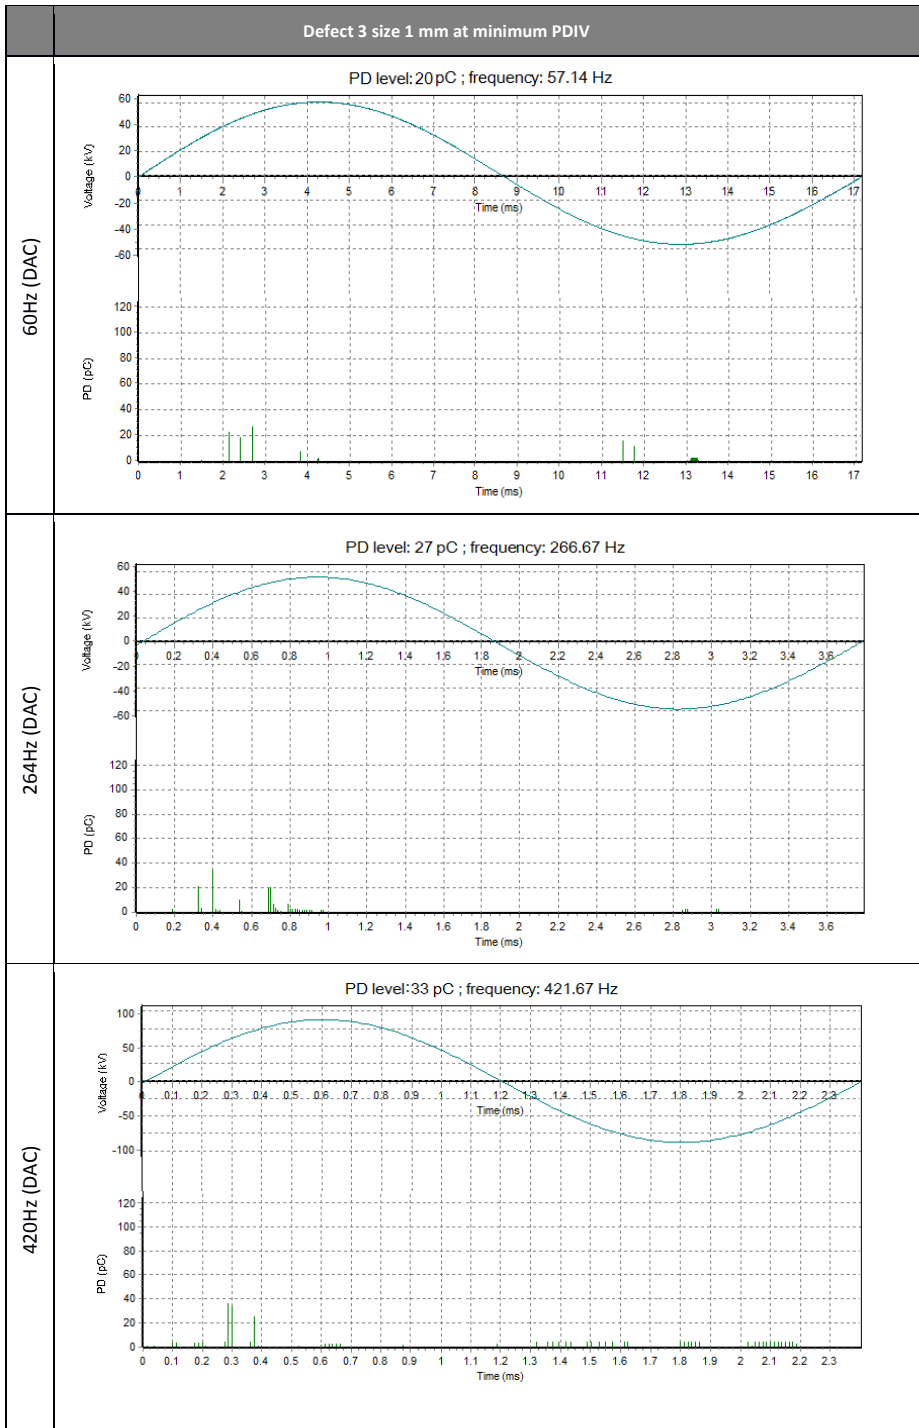 Defect 3 size 1 mm at minimum PDIV
60Hz (DAC)
PD level: 20 pC ; frequency: 57.14 Hz
Voltage (kV)
60
40
20
0
-20
-40
-60
0 1 2 3 4 5 6 7 8 9 10 11 12 13 14 15 16 17
Time (ms)
PD (pC)
120
100
80
60
40
20
0
0 1 2 3 4 5 6 7 8 9 10 11 12 13 14 15 16 17
Time (ms)
264Hz (DAC)
PD level: 27 pC ; frequency: 266.67 Hz
Voltage (kV)
60
40
20
0
-20
-40
-60
0.2 0.4 0.6 0.8 1 1.2 1.4 1.6 1.8 2 2.2 2.4 2.6 2.8 3 3.2 3.4 3.6
Time (ms)
PD (pC)
120
100
80
60
40
20
0
0 0.2 0.4 0.6 0.8 1 1.2 1.4 1.6 1.8 2 2.2 2.4 2.6 2.8 3 3.2 3.4 3.6
Time (ms)
420Hz (DAC)
PD level: 33 pC ; frequency: 421.67 Hz
Voltage (kV)
100
50
0
-50
-100
0 0.1 0.2 0.3 0.4 0.5 0.6 0.7 0.8 0.9 1 1.1 1.2 1.3 1.4 1.5 1.6 1.7 1.8 1.9 2 2.1 2.2 2.3
Time (ms)
PD (pC)
120
100
80
60
40
20
0
0 0.1 0.2 0.3 0.4 0.5 0.6 0.7 0.8 0.9 1 1.1 1.2 1.3 1.4 1.5 1.6 1.7 1.8 1.9 2 2.1 2.2 2.3
Time (ms)